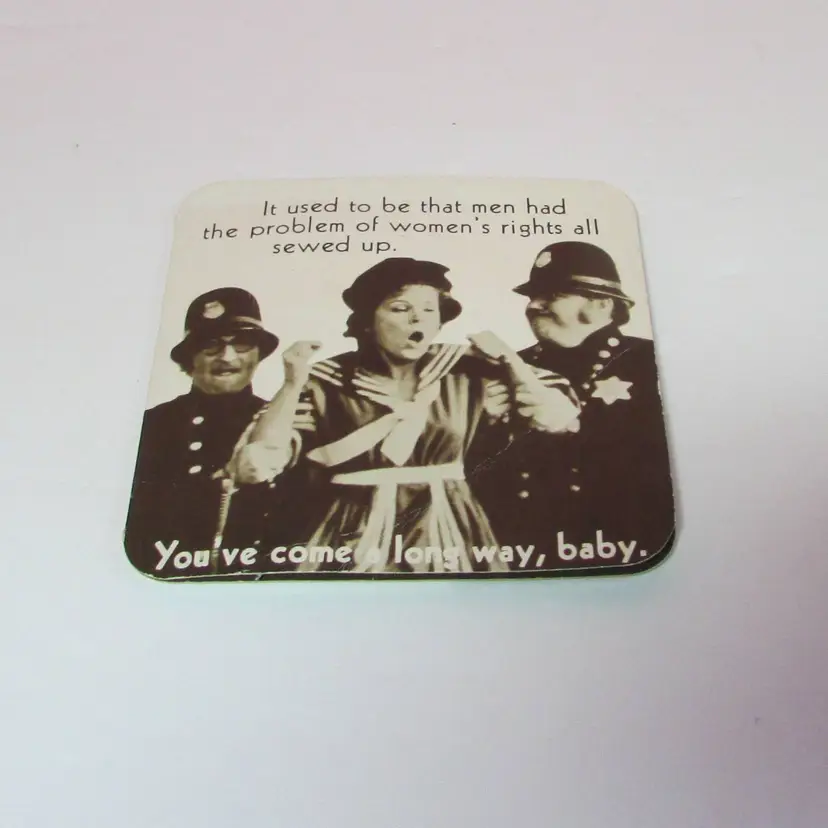 It used to be that men had
the problem of women's rights all
sewed up.
You've come a long way, baby.